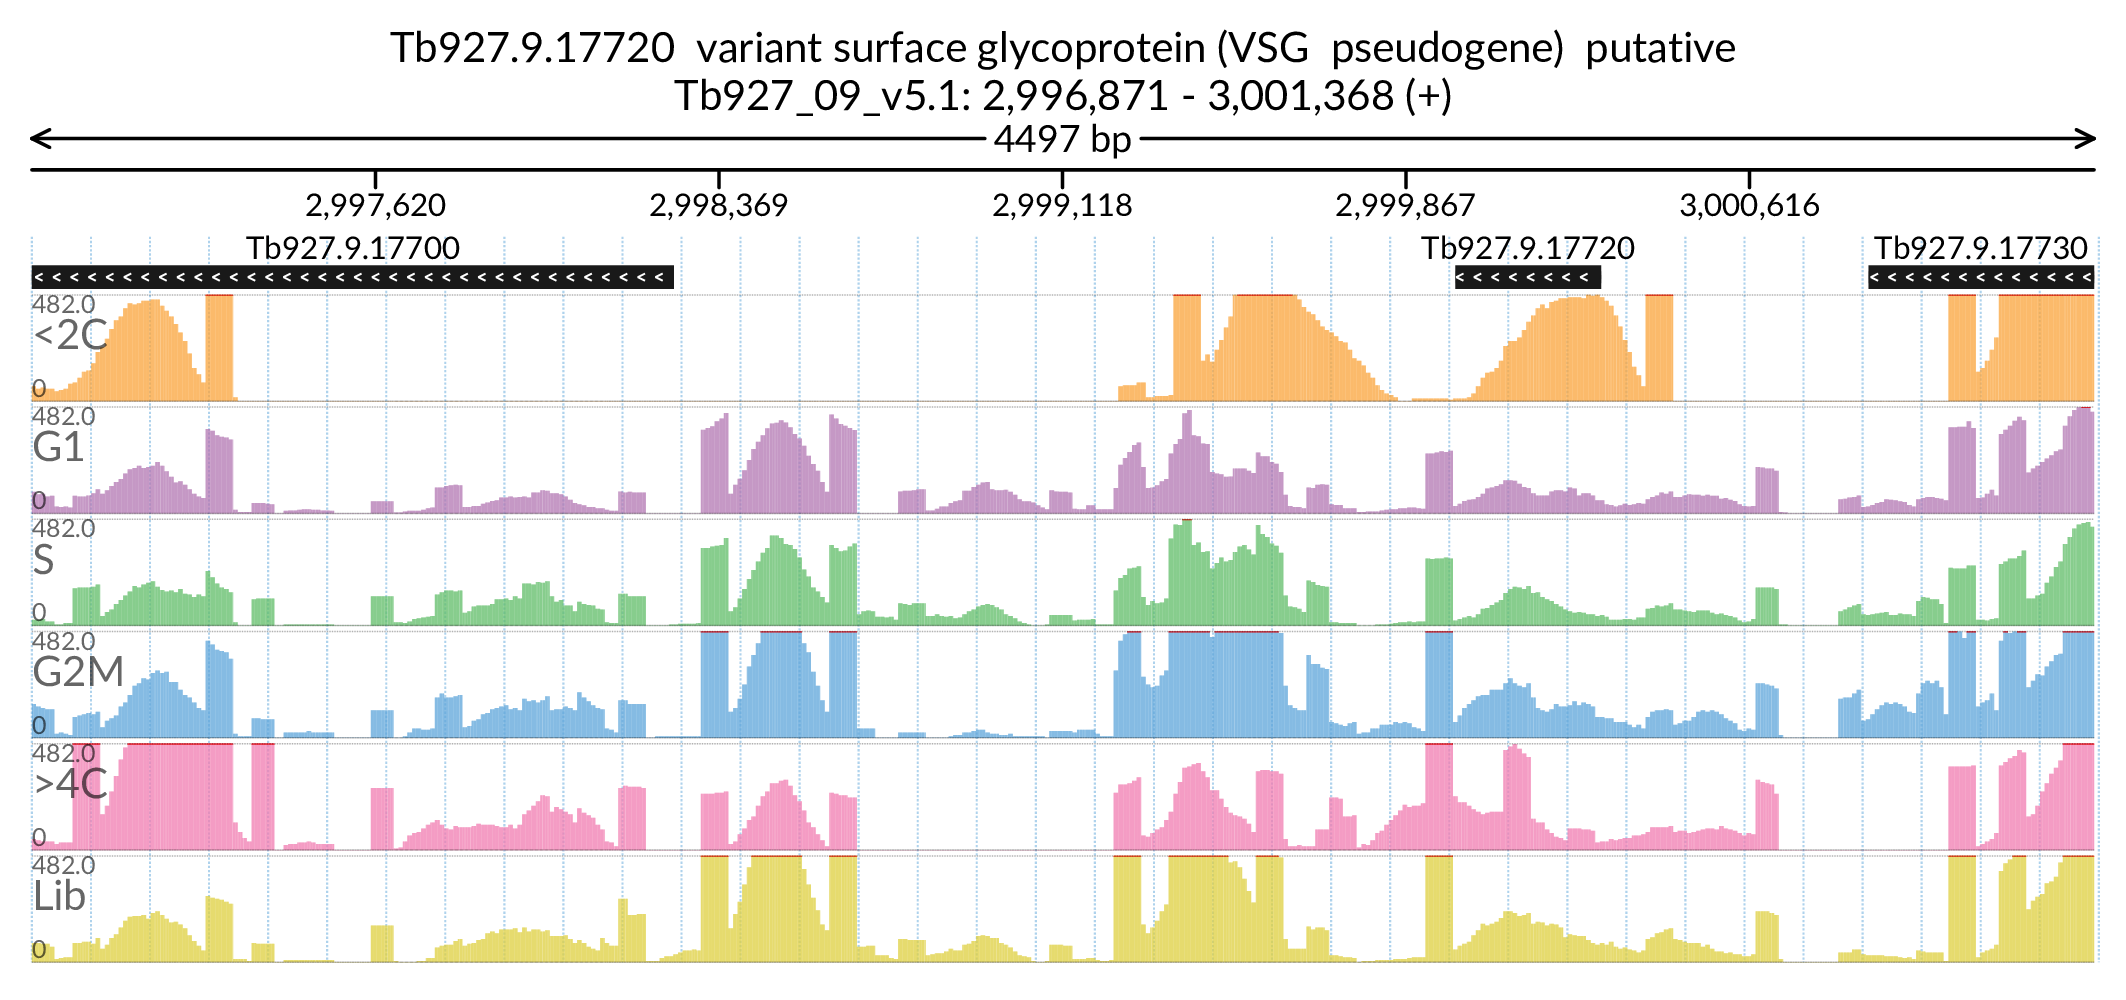 Tb927.9.17720 variant surface glycoprotein (VSG pseudogene) putative
Tb927_09_v5.1: 2,996,871 - 3,001,368 (+)
4497 bp
2,997,620 2,998,369 2,999,118 2,999,867 3,000,616
Tb927.9.17700 Tb927.9.17720 Tb927.9.17730
482.0
<2C
0
482.0
G1
0
482.0
S
0
482.0
G2M
0
482.0
>4C
0
482.0
Lib
0